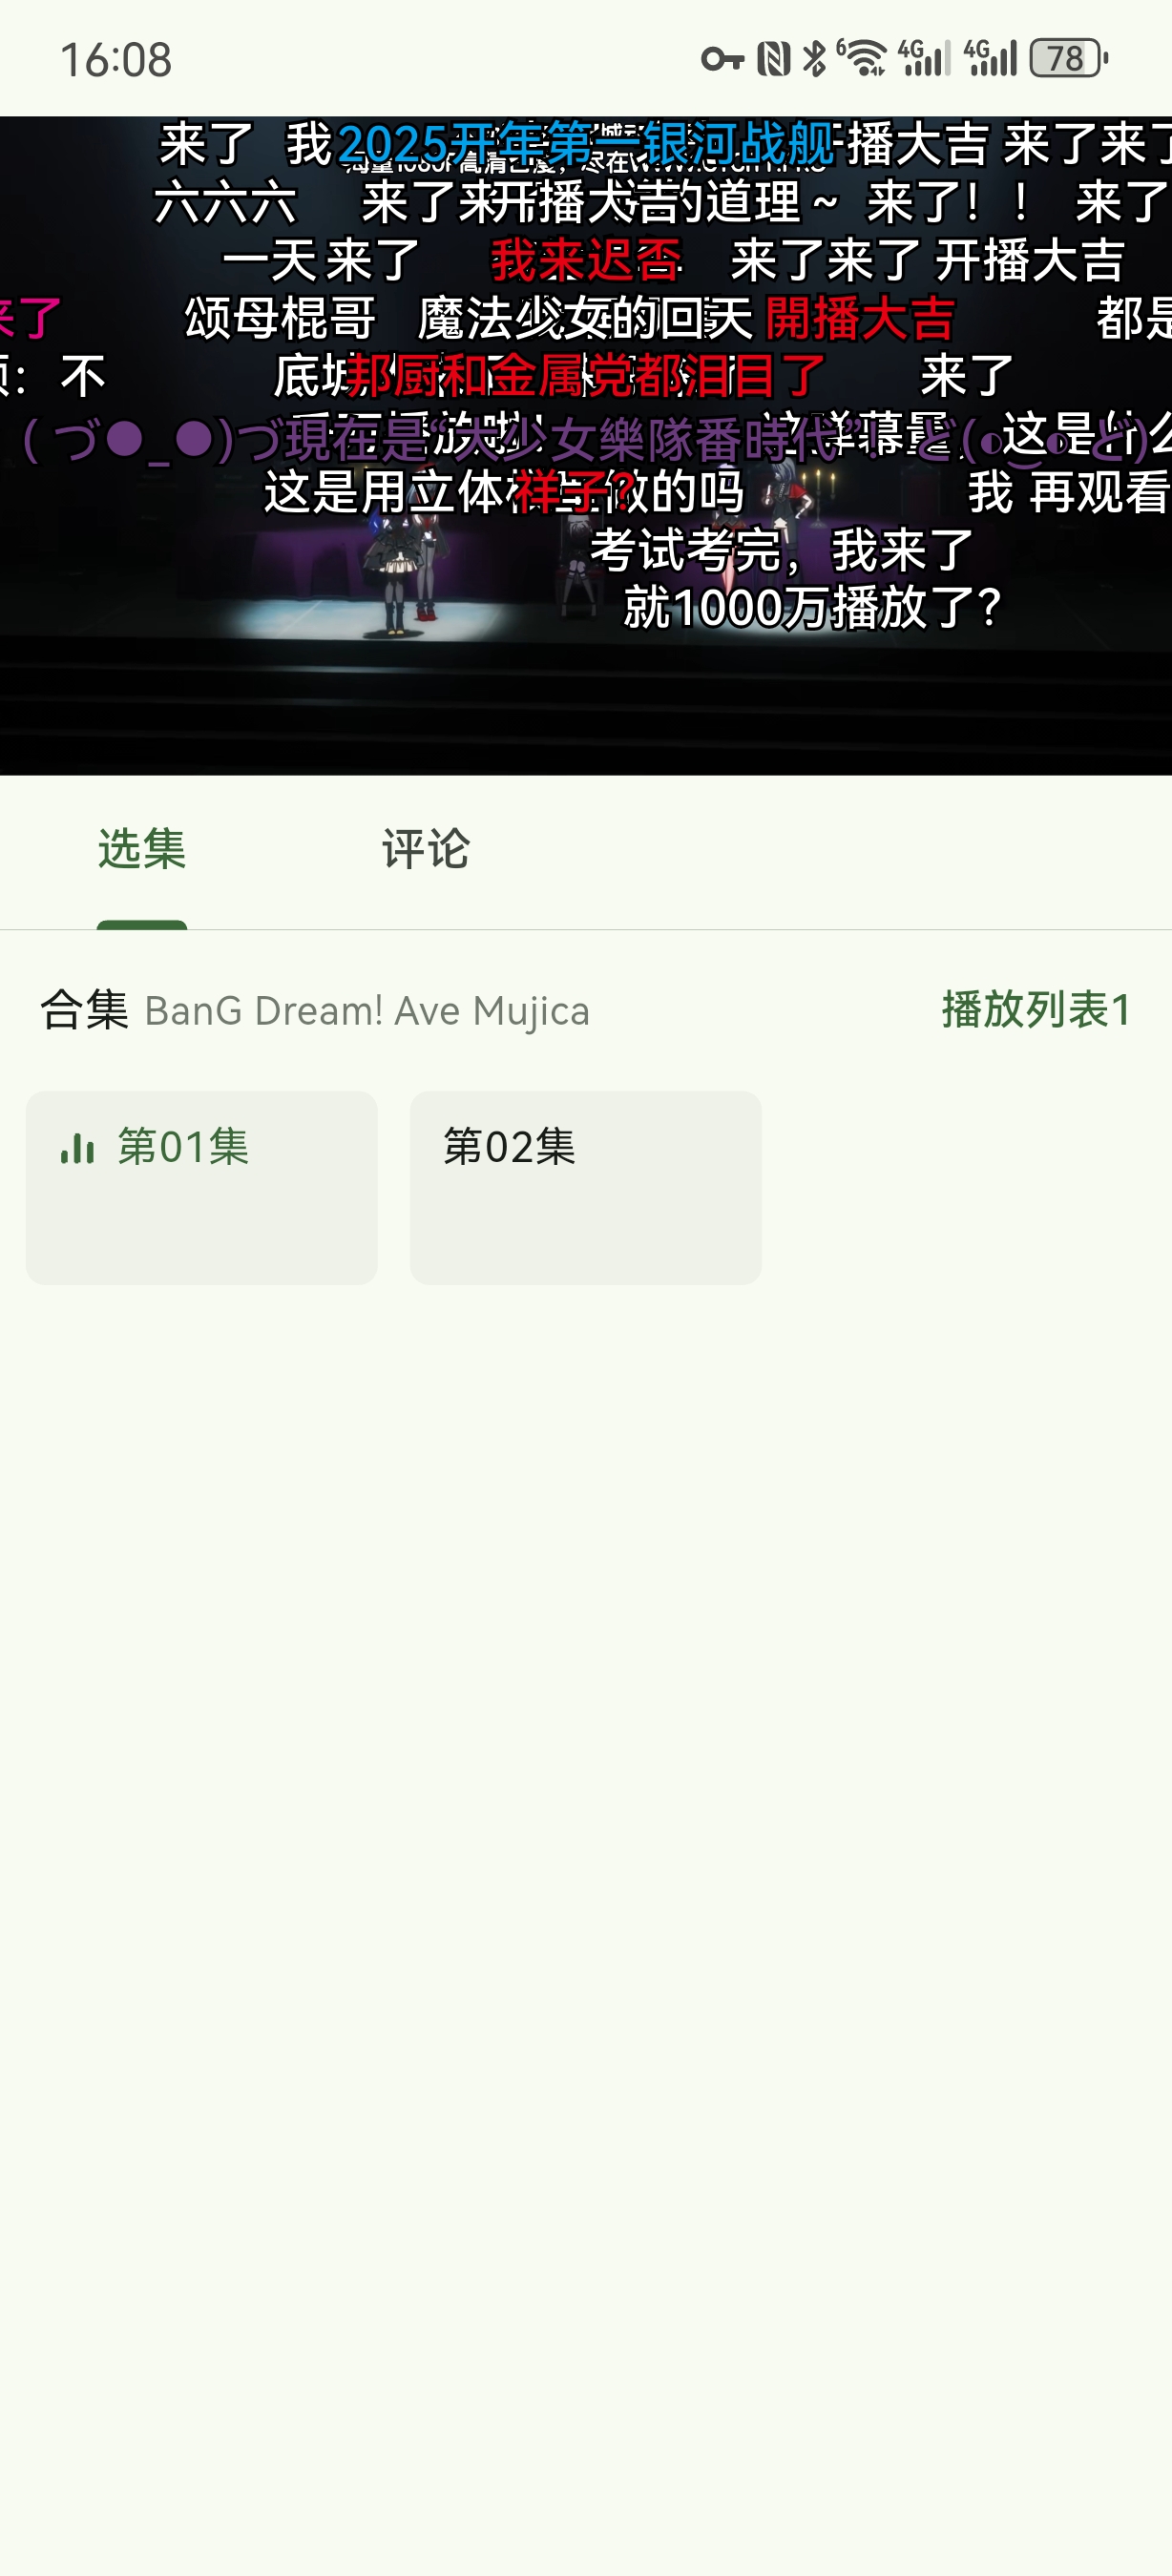 16:08
6
4G
4G
78
来了 我2025开年第一银河战舰 播大吉 来了来了
六六六 来了来 开播大吉的道理～ 来了！！ 来了
一天 来了 我来迟否 来了来了 开播大吉
来了 颂母棍哥 魔法少女的回天 開播大吉 都是
: 不 底 邦厨和金属党都泪目了 来了
(づ●_●)づ現在是“大少女樂隊番時代”! ど(◐‿◐ど) 弹幕量 这是什么
这是用立体 祥子? 做的吗 我 再观看
考试考完，我来了
就1000万播放了？
选集 评论
合集 BanG Dream! Ave Mujica 播放列表1
第01集 第02集